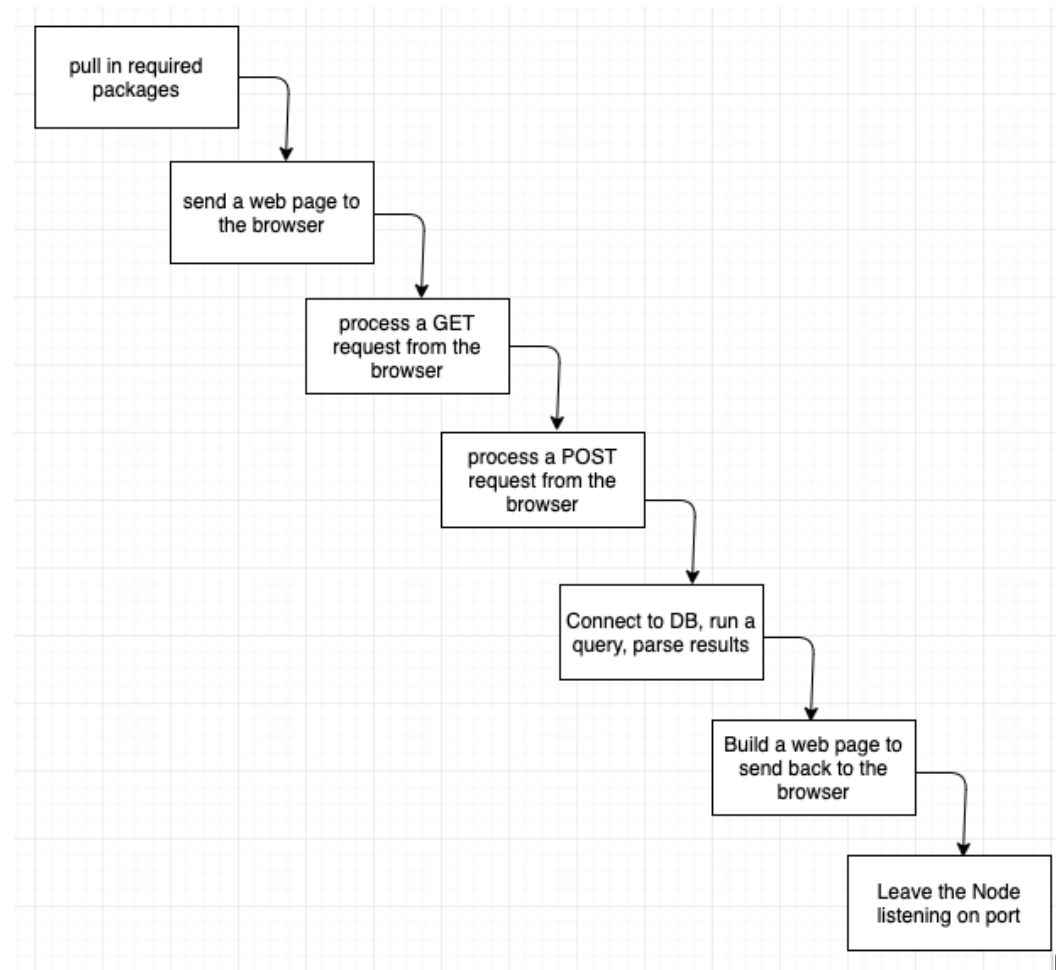 pull in required
packages
send a web page to
the browser
process a GET
request from the
browser
process a POST
request from the
browser
Connect to DB, run a
query, parse results
Build a web page to
send back to the
browser
Leave the Node
listening on port